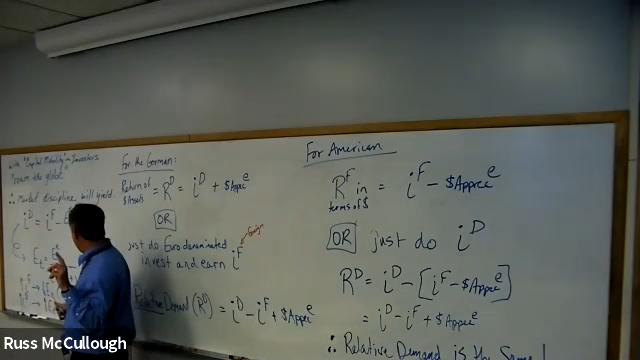 with "Capital Mobility" - Investors
"roam the globe"
∴ Market discipline will yield
i^D = i^F -
For the German:
Return of $Assets = R^D = i^D + $Apprec^e
OR
just do Euro denominated
invest and earn i^F
Foreign
Relative Demand (R^D) = i^D - i^F + $Apprec^e
For American
R^F in terms of $ = i^F - $Apprec^e
OR just do i^D
R^D = i^D - [i^F - $Apprec^e]
= i^D - i^F + $Apprec^e
∴ Relative Demand is the Same!
Russ McCullough